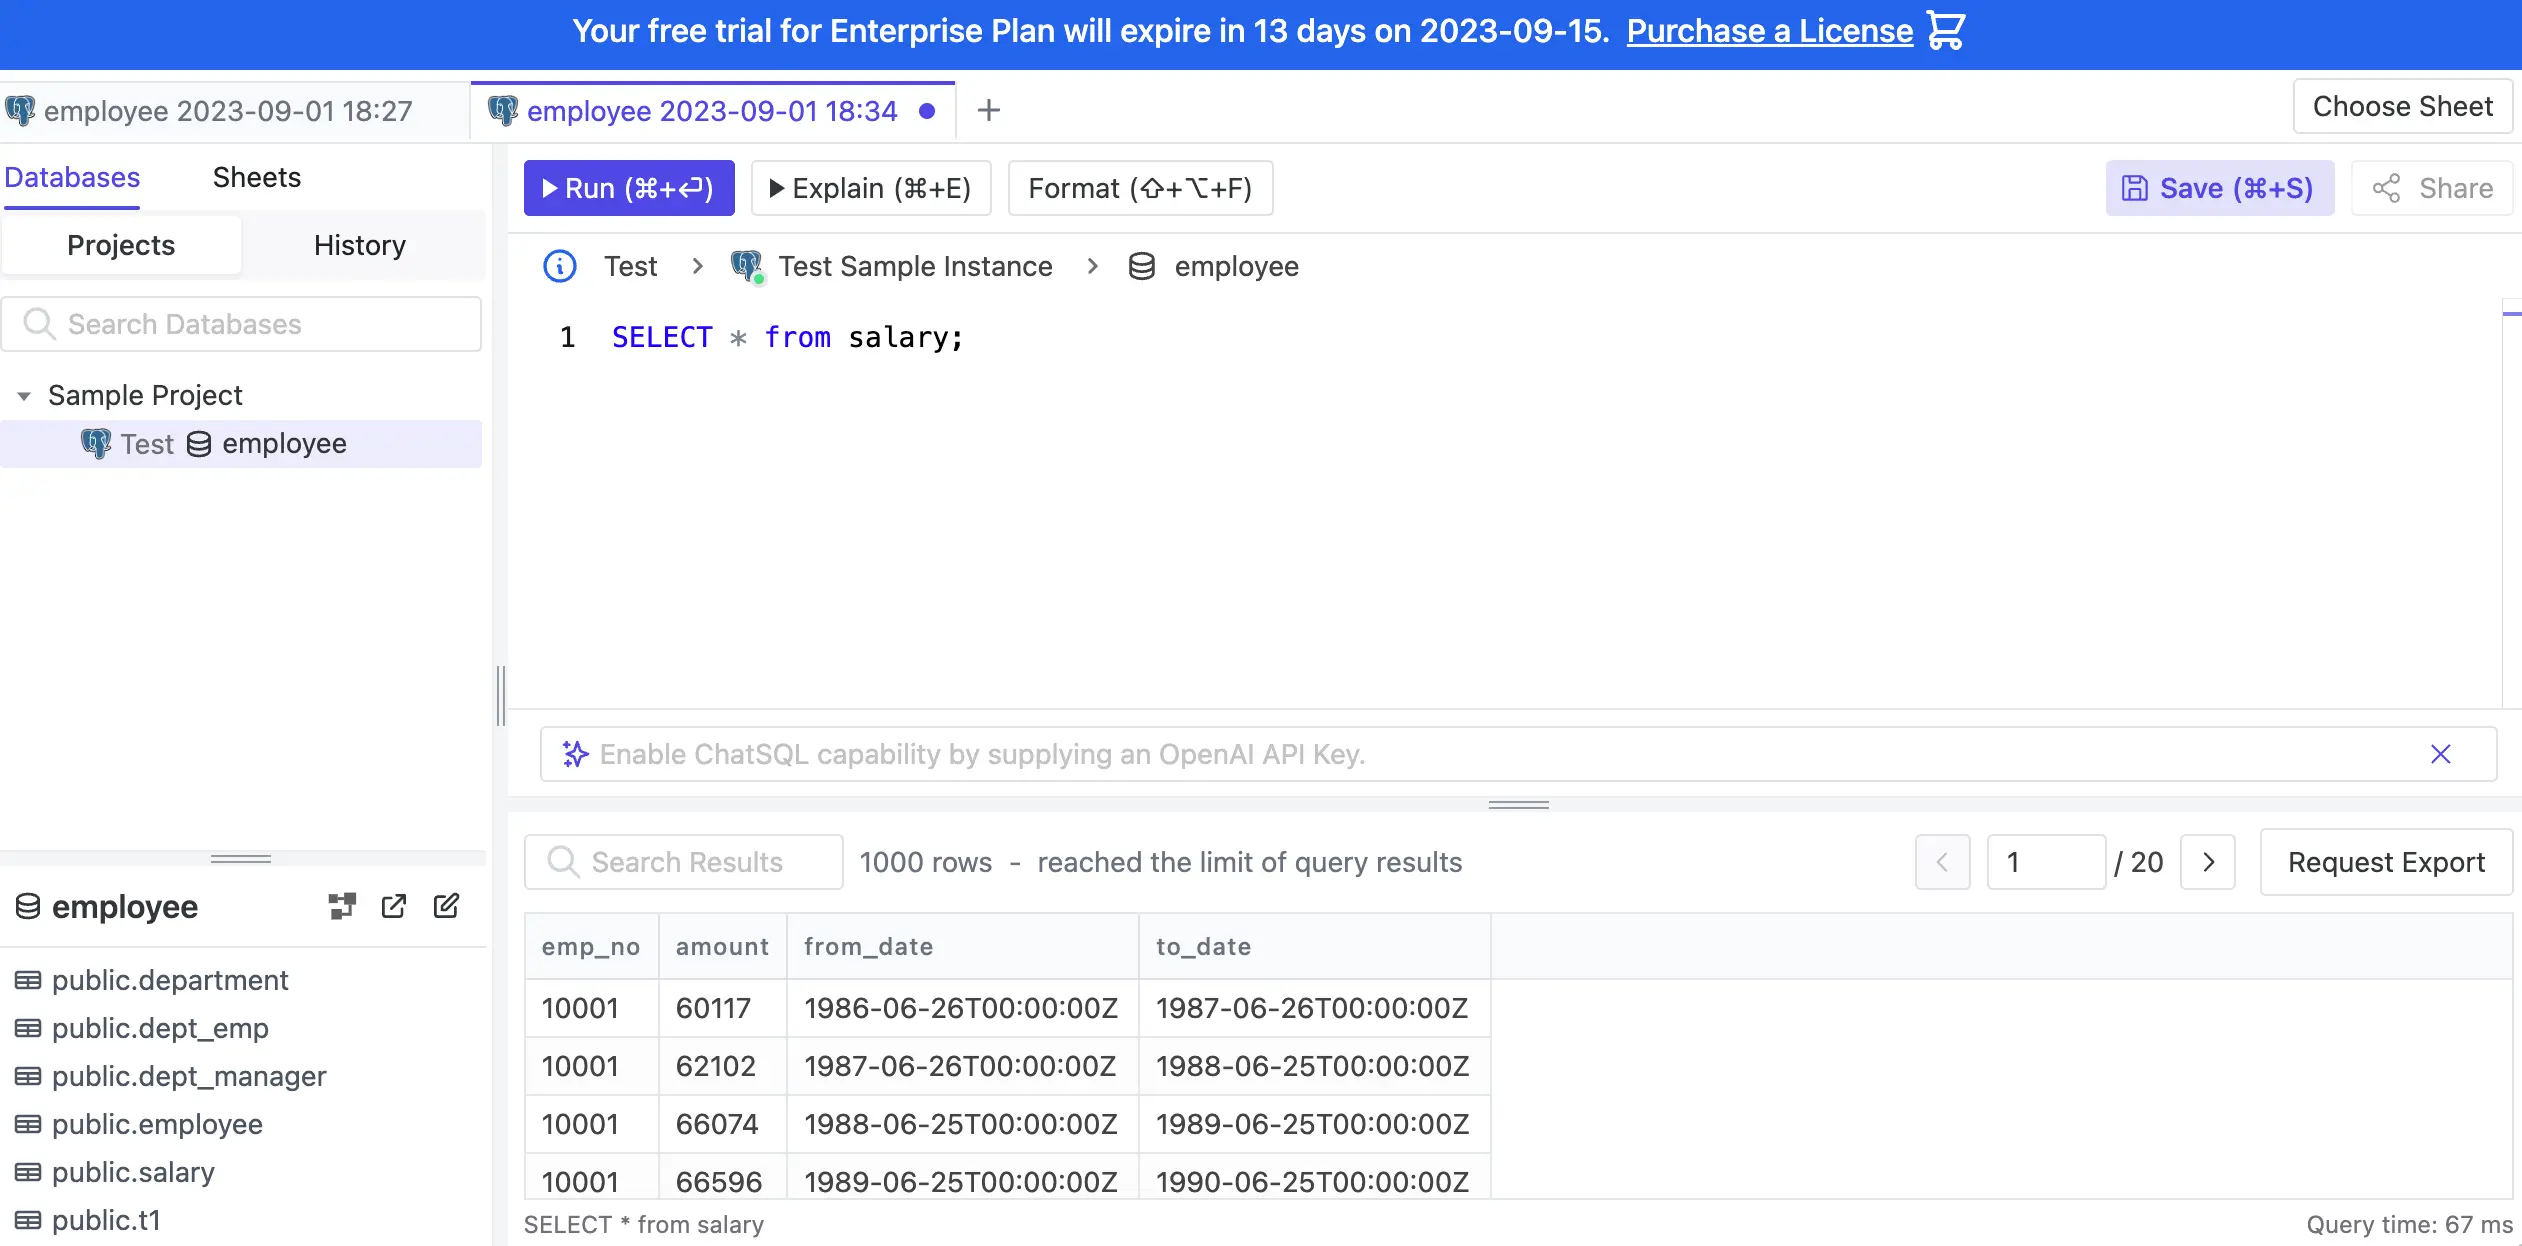 Your free trial for Enterprise Plan will expire in 13 days on 2023-09-15. Purchase a License
employee 2023-09-01 18:27
employee 2023-09-01 18:34
Choose Sheet
Databases Sheets
Projects History
Search Databases
Sample Project
Test employee
employee
public.department
public.dept_emp
public.dept_manager
public.employee
public.salary
public.t1
Run (⌘+⏎) Explain (⌘+E) Format (⇧+⌥+F) Save (⌘+S) Share
Test > Test Sample Instance > employee
1 SELECT * from salary;
Enable ChatSQL capability by supplying an OpenAI API Key.
Search Results 1000 rows - reached the limit of query results 1 / 20 Request Export
emp_no amount from_date to_date
10001 60117 1986-06-26T00:00:00Z 1987-06-26T00:00:00Z
10001 62102 1987-06-26T00:00:00Z 1988-06-25T00:00:00Z
10001 66074 1988-06-25T00:00:00Z 1989-06-25T00:00:00Z
10001 66596 1989-06-25T00:00:00Z 1990-06-25T00:00:00Z
SELECT * from salary Query time: 67 ms